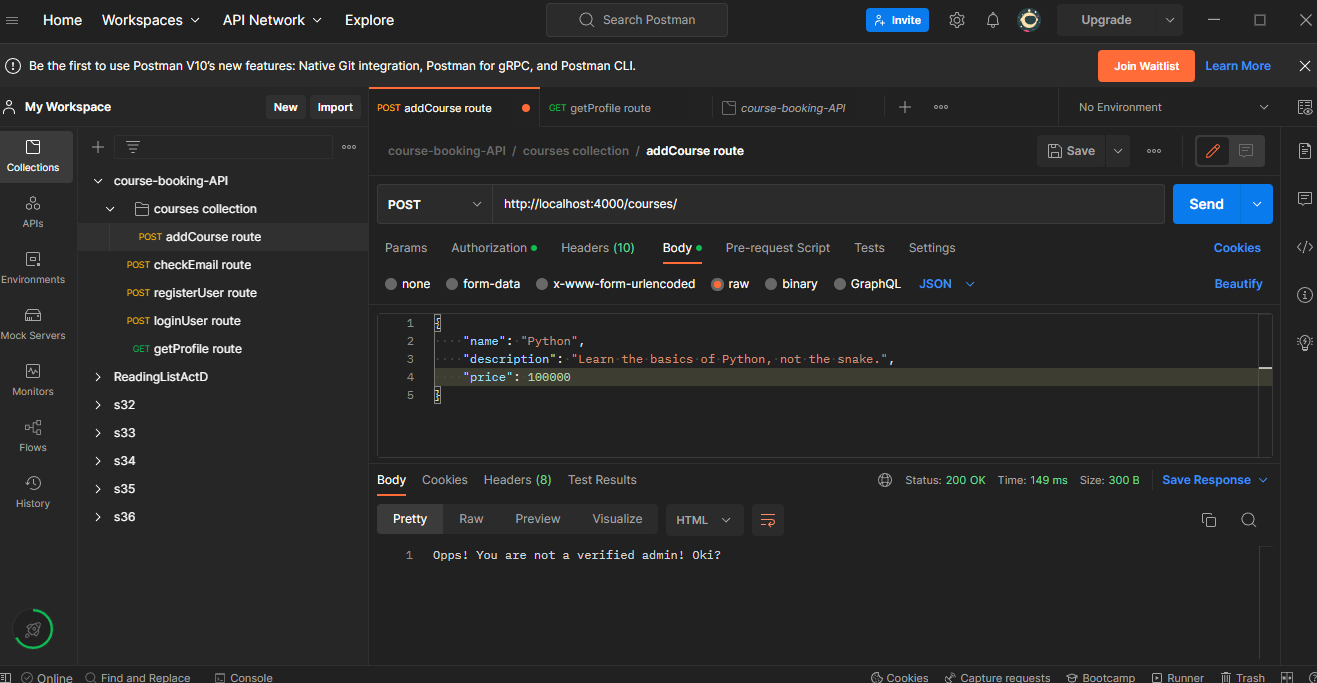 Home Workspaces API Network Explore Search Postman Invite Upgrade
Be the first to use Postman V10's new features: Native Git integration, Postman for gRPC, and Postman CLI. Join Waitlist Learn More
My Workspace New Import
POST addCourse route GET getProfile route course-booking-API No Environment
Collections
APIs
Environments
Mock Servers
Monitors
Flows
History
course-booking-API
courses collection
POST addCourse route
POST checkEmail route
POST registerUser route
POST loginUser route
GET getProfile route
ReadingListActD
s32
s33
s34
s35
s36
course-booking-API / courses collection / addCourse route Save
POST http://localhost:4000/courses/ Send
Params Authorization Headers (10) Body Pre-request Script Tests Settings Cookies
none form-data x-www-form-urlencoded raw binary GraphQL JSON Beautify
1 {
2 "name": "Python",
3 "description": "Learn the basics of Python, not the snake.",
4 "price": 100000
5 }
Body Cookies Headers (8) Test Results Status: 200 OK Time: 149 ms Size: 300 B Save Response
Pretty Raw Preview Visualize HTML
1 Opps! You are not a verified admin! Oki?
Online Find and Replace Console Cookies Capture requests Bootcamp Runner Trash